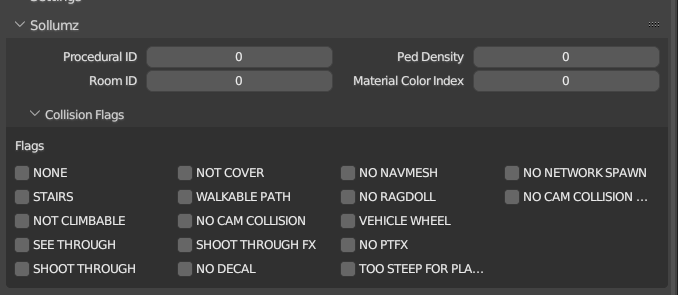 Settings
Sollumz
Procedural ID 0 Ped Density 0
Room ID 0 Material Color Index 0
Collision Flags
Flags
NONE NOT COVER NO NAVMESH NO NETWORK SPAWN
STAIRS WALKABLE PATH NO RAGDOLL NO CAM COLLISION ...
NOT CLIMBABLE NO CAM COLLISION VEHICLE WHEEL
SEE THROUGH SHOOT THROUGH FX NO PTFX
SHOOT THROUGH NO DECAL TOO STEEP FOR PLA...